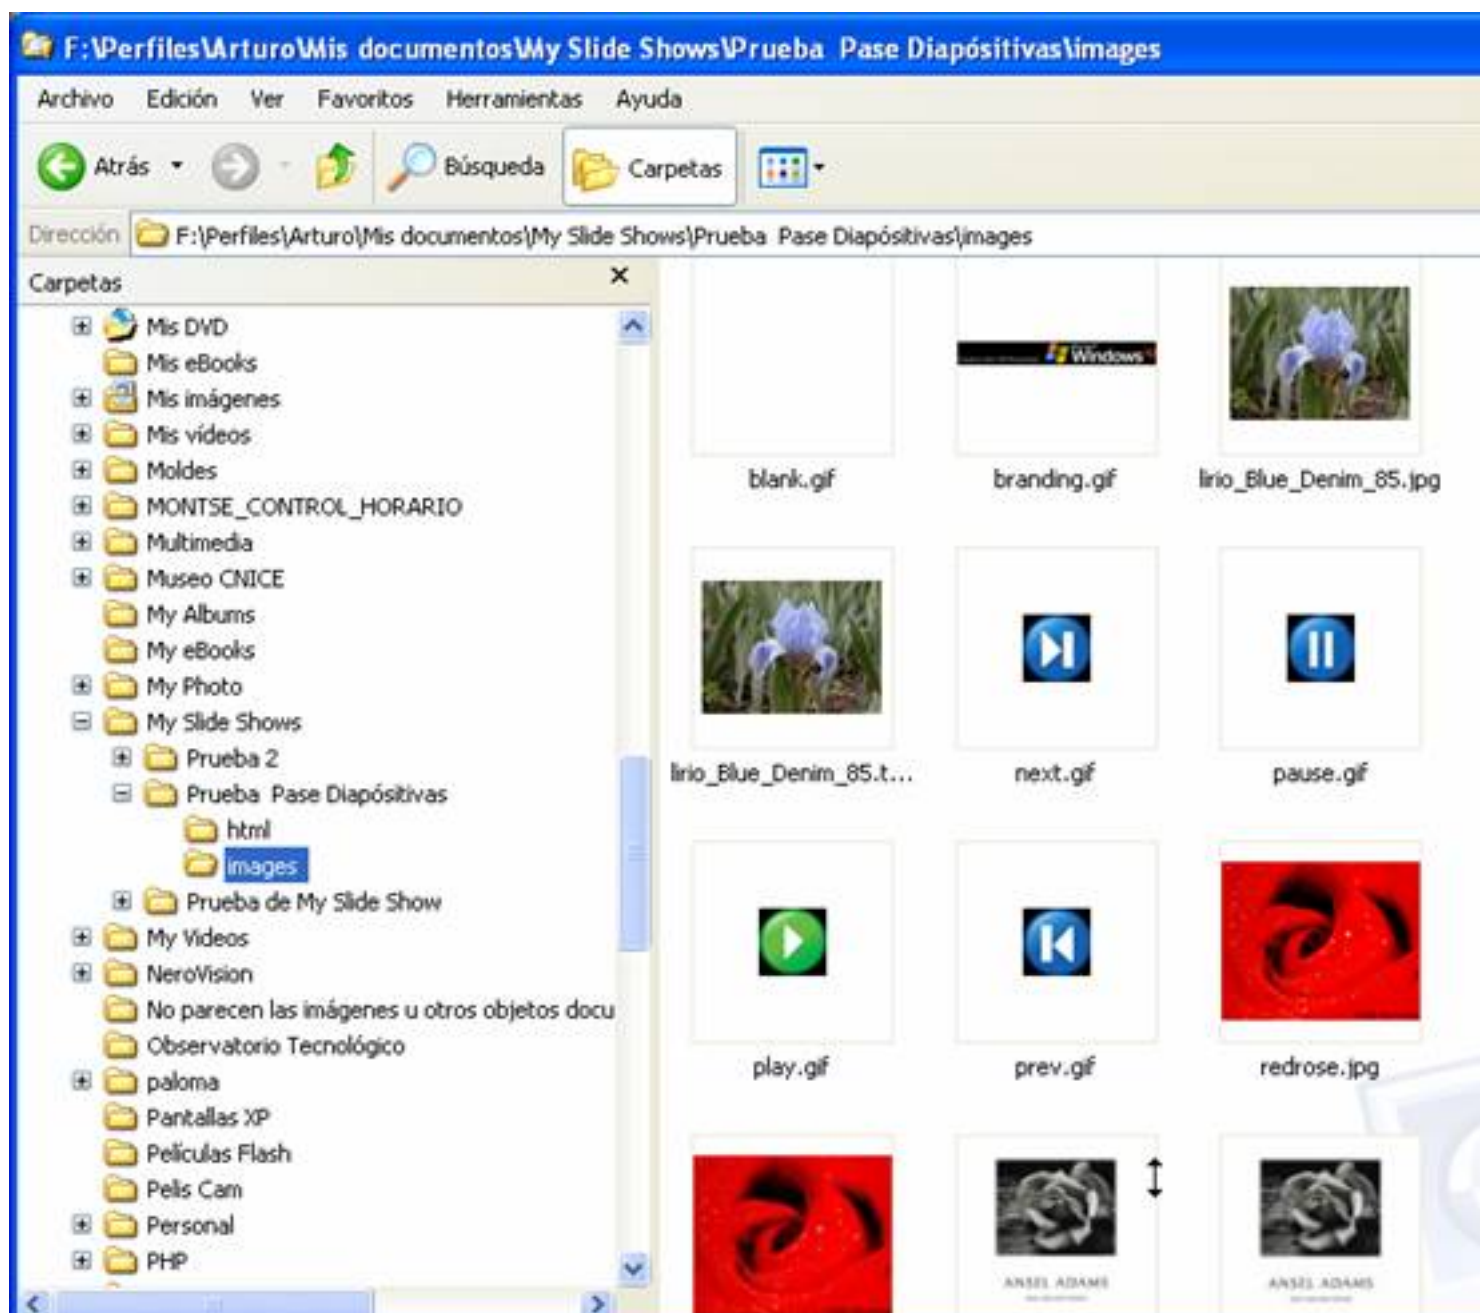 F:\Perfiles\Arturo\Mis documentos\My Slide Shows\Prueba  Pase Diapósitivas\images
Archivo Edición Ver Favoritos Herramientas Ayuda
Atrás Búsqueda Carpetas
Dirección F:\Perfiles\Arturo\Mis documentos\My Slide Shows\Prueba  Pase Diapósitivas\images
Carpetas
Mis DVD
Mis eBooks
Mis imágenes
Mis vídeos
Moldes
MONTSE_CONTROL_HORARIO
Multimedia
Museo CNICE
My Albums
My eBooks
My Photo
My Slide Shows
Prueba 2
Prueba  Pase Diapósitivas
html
images
Prueba de My Slide Show
My Videos
NeroVision
No parecen las imágenes u otros objetos docu
Observatorio Tecnológico
paloma
Pantallas XP
Películas Flash
Pelis Cam
Personal
PHP
Windows
blank.gif branding.gif lirio_Blue_Denim_85.jpg
lirio_Blue_Denim_85.t... next.gif pause.gif
play.gif prev.gif redrose.jpg
ANSEL ADAMS ANSEL ADAMS